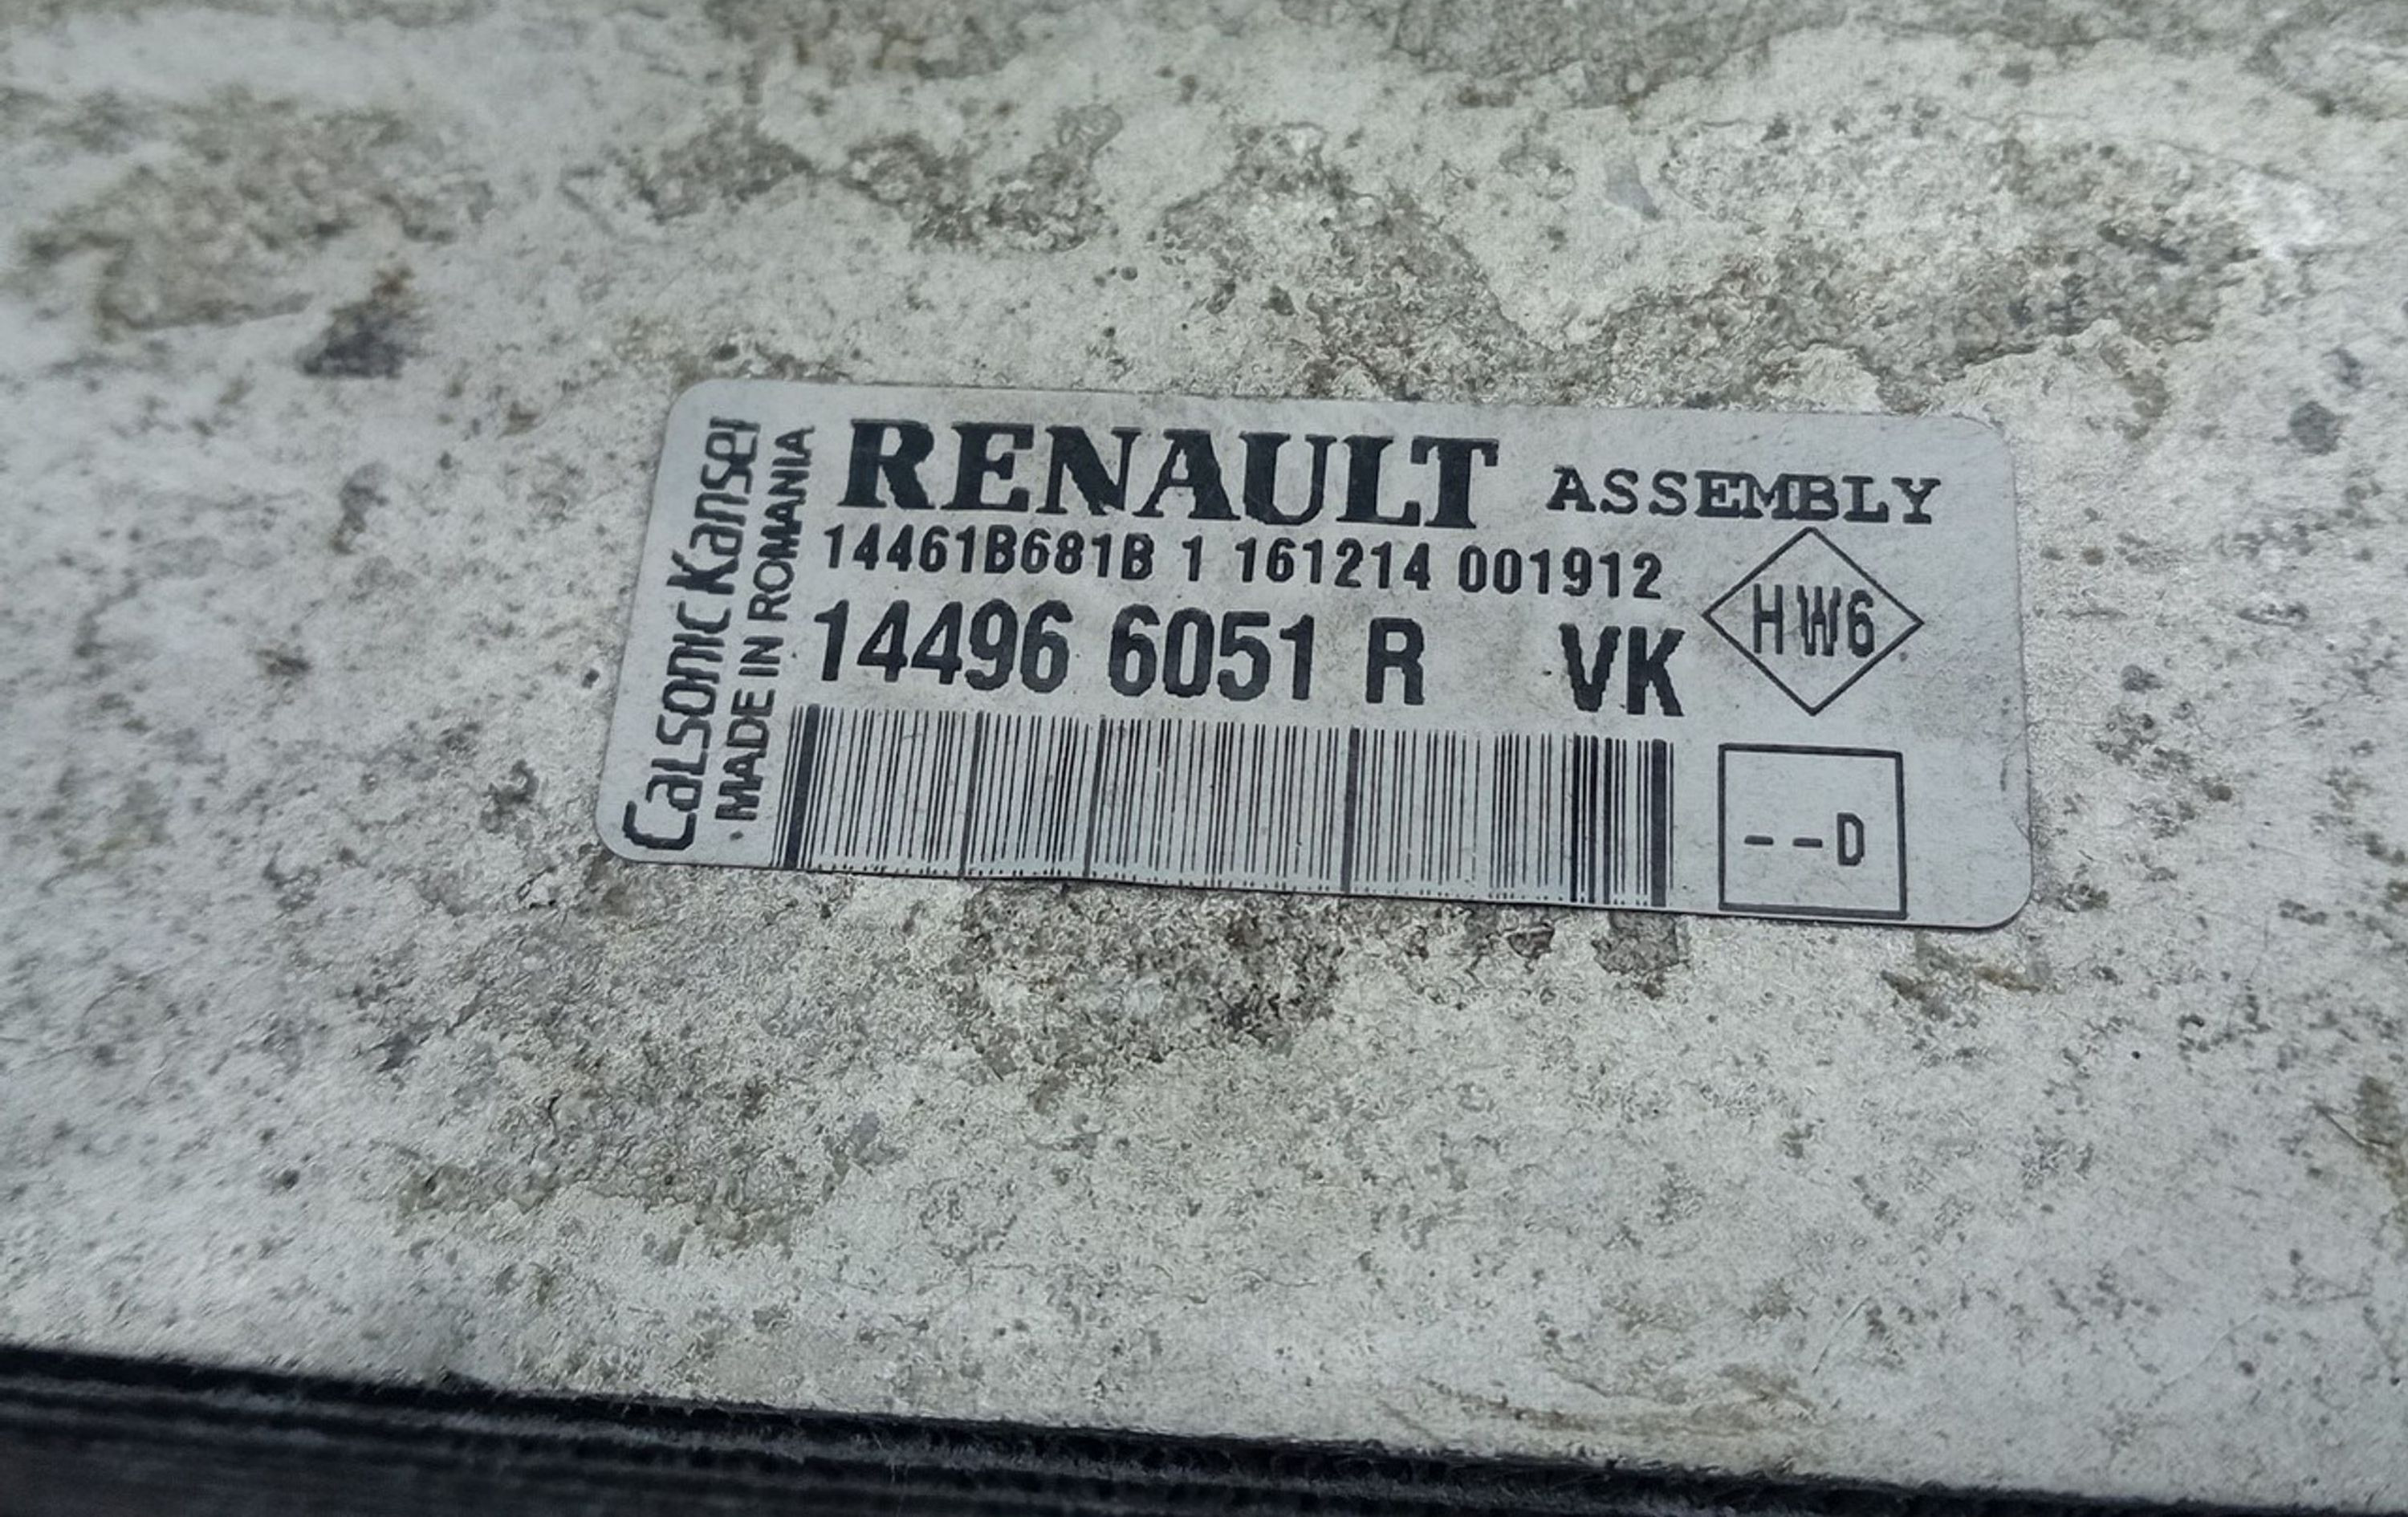 Calsonic Kansei
MADE IN ROMANIA
RENAULT ASSEMBLY
14461B681B 1 161214 001912
14496 6051 R VK
HW6
--D